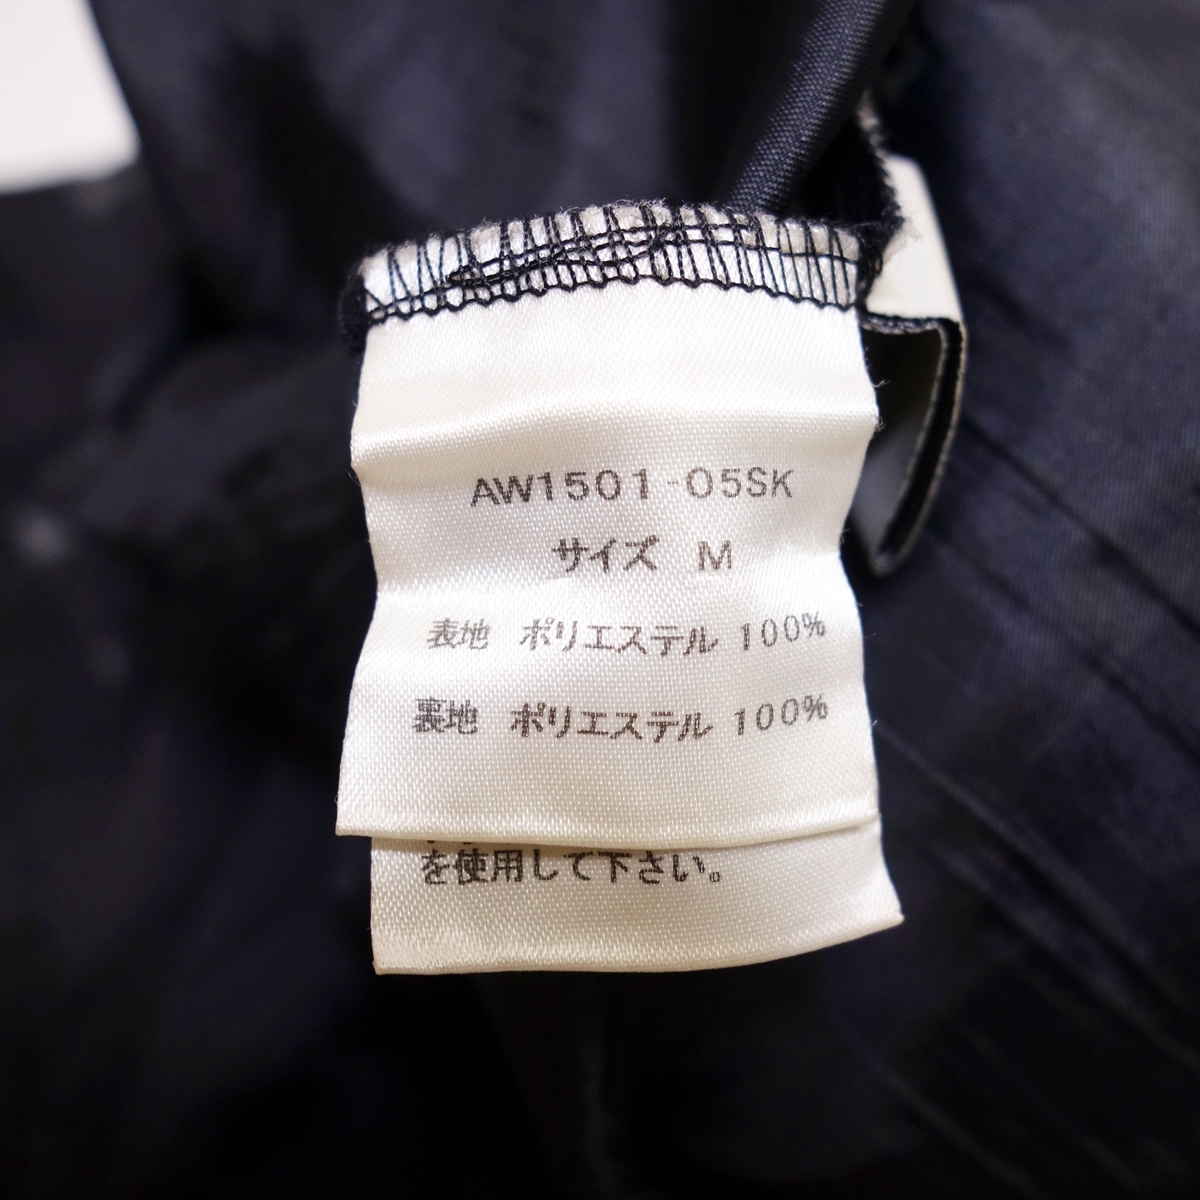 AW1501-05SK
サイズ M
表地 ポリエステル 100%
裏地 ポリエステル 100%
を使用して下さい。